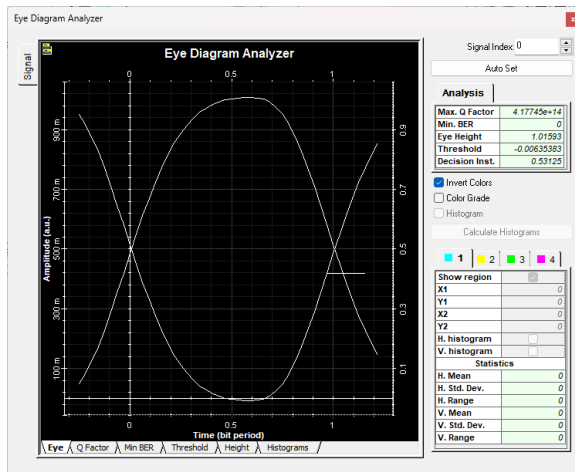 Eye Diagram Analyzer
x
Signal
Eye Diagram Analyzer
0
0.5
1
Amplitude (a.u.)
900 m
700 m
500 m
300 m
100 m
0.9
0.7
0.5
0.3
0.1
0
0.5
1
Time (bit period)
Eye
Q Factor
Min BER
Threshold
Height
Histograms
Signal Index: 0
Auto Set
Analysis
Max. Q Factor 4.17745e+14
Min. BER 0
Eye Height 1.01593
Threshold -0.00635383
Decision Inst. 0.53125
Invert Colors
Color Grade
Histogram
Calculate Histograms
1 2 3 4
Show region
X1 0
Y1 0
X2 0
Y2 0
H. histogram
V. histogram
Statistics
H. Mean 0
H. Std. Dev. 0
H. Range 0
V. Mean 0
V. Std. Dev. 0
V. Range 0